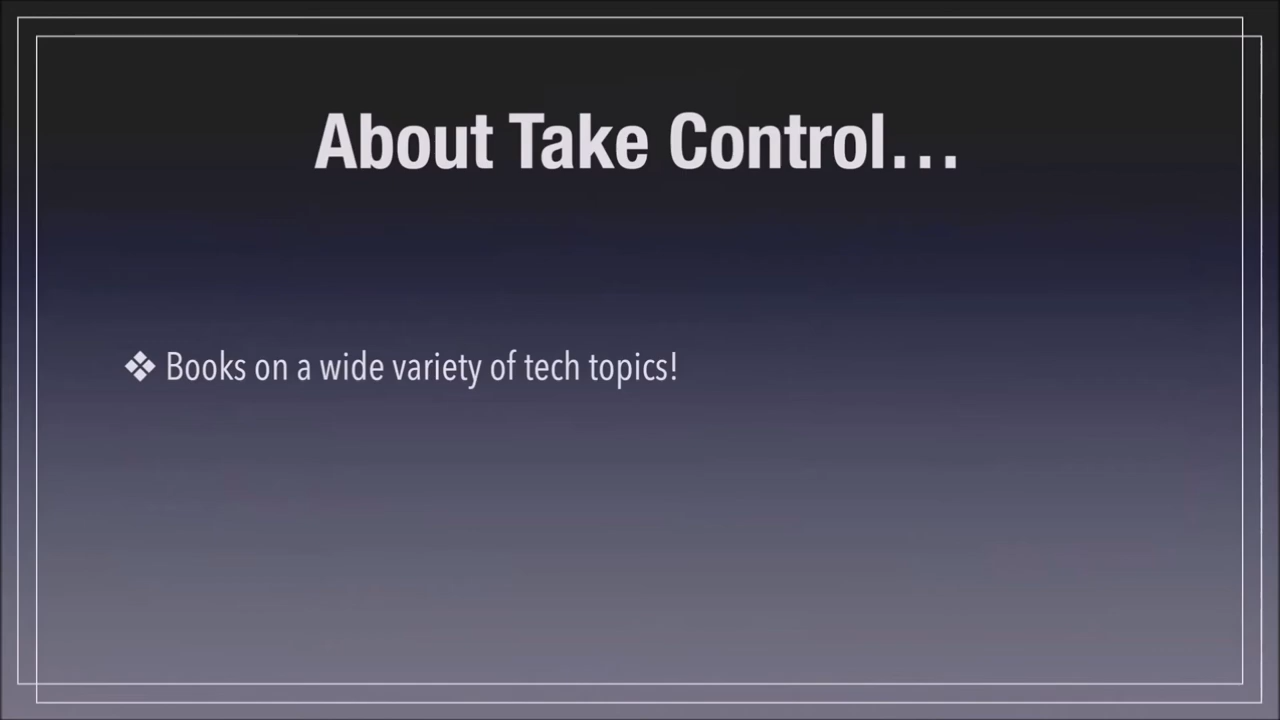 About Take Control…
❖ Books on a wide variety of tech topics!